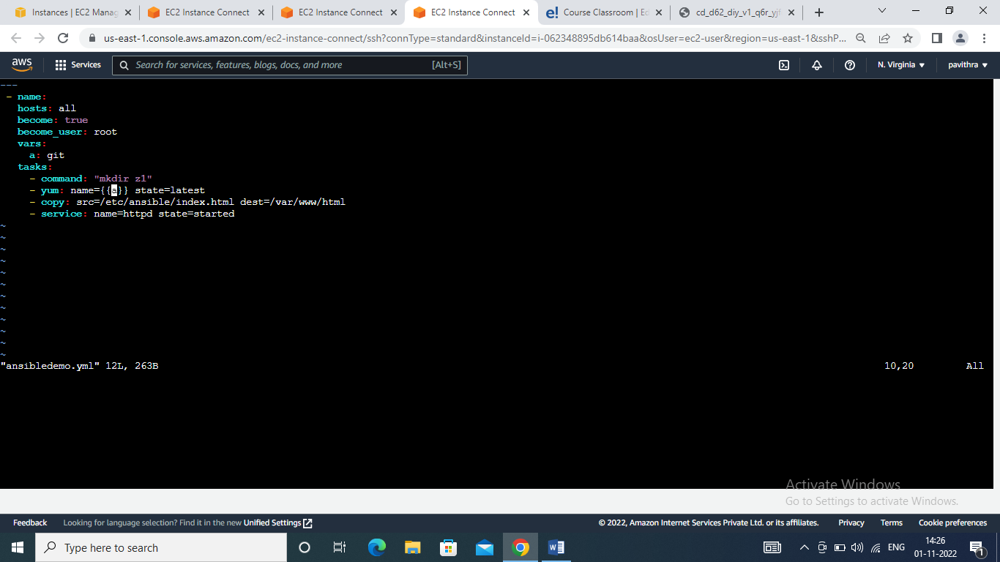 Instances | EC2 Manag
EC2 Instance Connect
EC2 Instance Connect
EC2 Instance Connect
e! Course Classroom | Ed
cd_d62_diy_v1_q6r_yjf
us-east-1.console.aws.amazon.com/ec2-instance-connect/ssh?connType=standard&instanceId=i-062348895db614baa&osUser=ec2-user&region=us-east-1&sshP...
aws Services Search for services, features, blogs, docs, and more [Alt+S] N. Virginia pavithra
---
- name:
hosts: all
become: true
become_user: root
vars:
a: git
tasks:
- command: "mkdir z1"
- yum: name={{a}} state=latest
- copy: src=/etc/ansible/index.html dest=/var/www/html
- service: name=httpd state=started
~
~
~
~
~
~
~
~
~
~
~
~
"ansibledemo.yml" 12L, 263B 10,20 All
Activate Windows
Go to Settings to activate Windows.
Feedback Looking for language selection? Find it in the new Unified Settings © 2022, Amazon Internet Services Private Ltd. or its affiliates. Privacy Terms Cookie preferences
Type here to search
ENG
14:26
01-11-2022
1